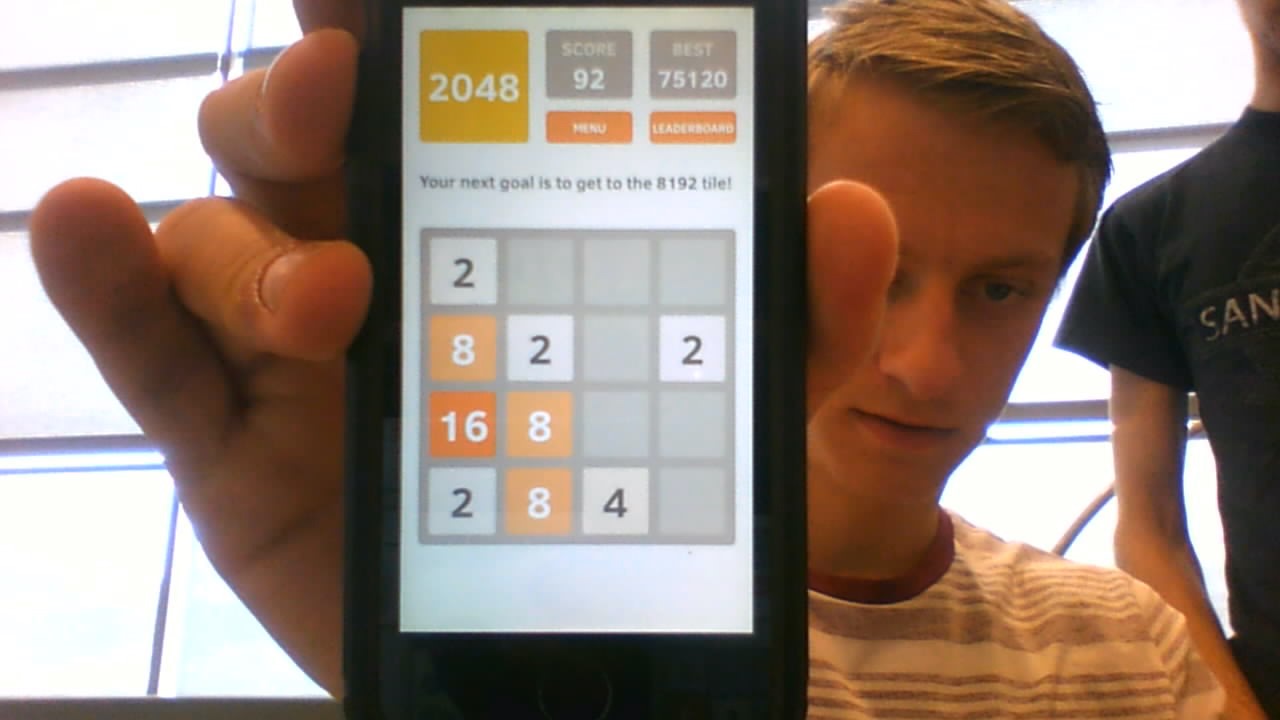 2048
SCORE
92
BEST
75120
MENU
LEADERBOARD
Your next goal is to get to the 8192 tile!
2
8 2 2
16 8
2 8 4
SAN